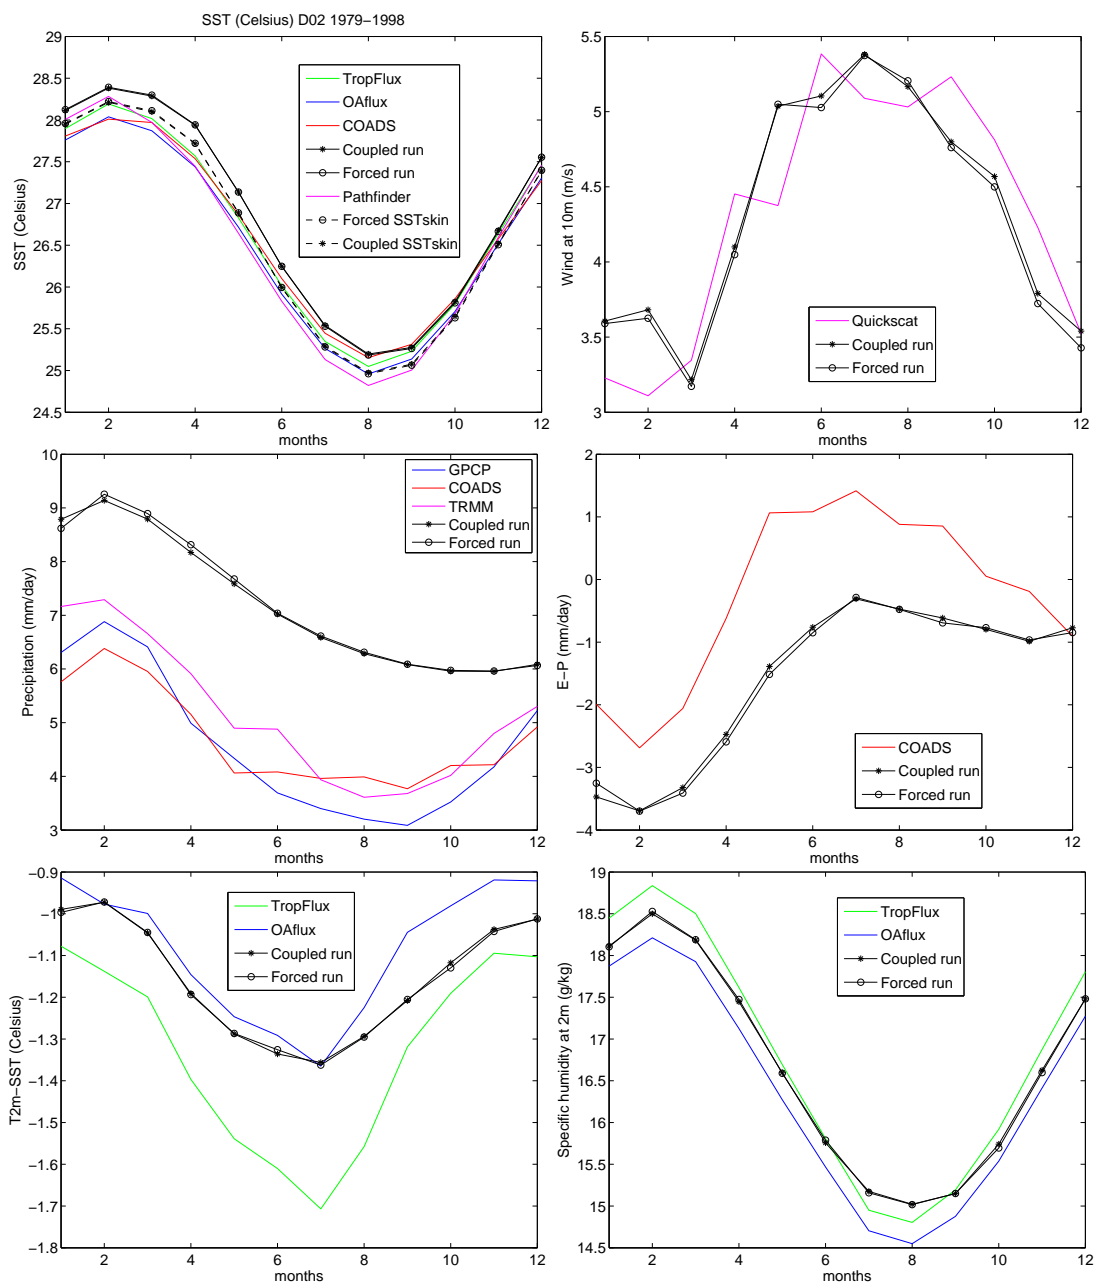 SST (Celsius) D02 1979−1998
29
28.5
28
27.5
27
26.5
26
25.5
25
24.5
SST (Celsius)
TropFlux
OAflux
COADS
Coupled run
Forced run
Pathfinder
Forced SSTskin
Coupled SSTskin
2 4 6 8 10 12
months
5.5
5
4.5
4
3.5
3
Wind at 10m (m/s)
Quickscat
Coupled run
Forced run
2 4 6 8 10 12
months
10
9
8
7
6
5
4
3
Precipitation (mm/day)
GPCP
COADS
TRMM
Coupled run
Forced run
2 4 6 8 10 12
months
2
1
0
−1
−2
−3
−4
E−P (mm/day)
COADS
Coupled run
Forced run
2 4 6 8 10 12
months
−0.9
−1
−1.1
−1.2
−1.3
−1.4
−1.5
−1.6
−1.7
−1.8
T2m−SST (Celsius)
TropFlux
OAflux
Coupled run
Forced run
2 4 6 8 10 12
months
19
18.5
18
17.5
17
16.5
16
15.5
15
14.5
Specific humidity at 2m (g/kg)
TropFlux
OAflux
Coupled run
Forced run
2 4 6 8 10 12
months